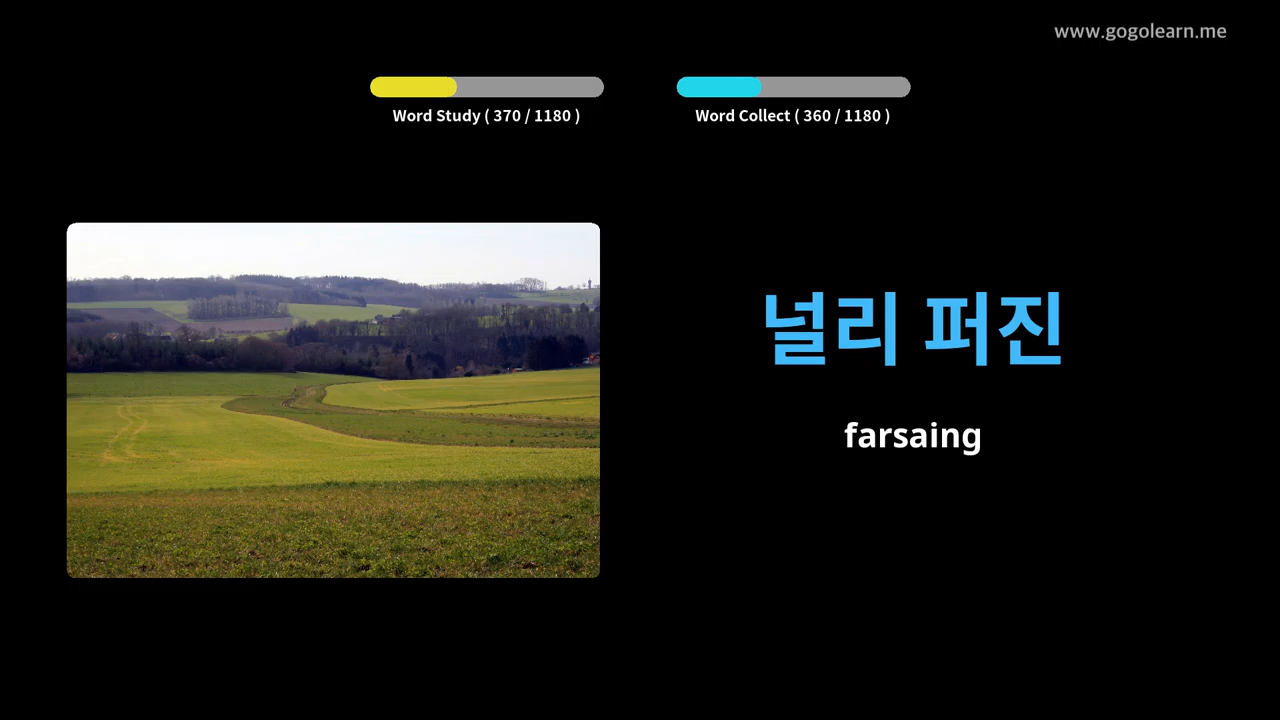 www.gogolearn.me
Word Study ( 370 / 1180 )
Word Collect ( 360 / 1180 )
널리 퍼진
farsaing